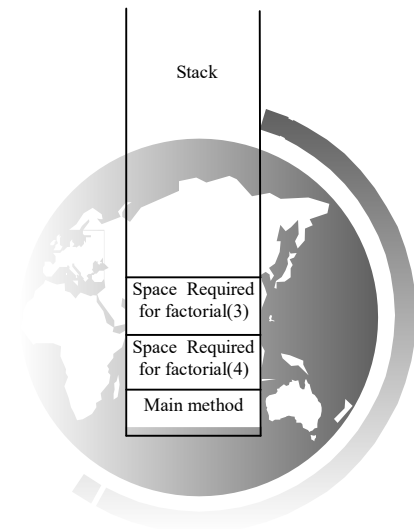 Stack
Space Required
for factorial(3)
Space Required
for factorial(4)
Main method